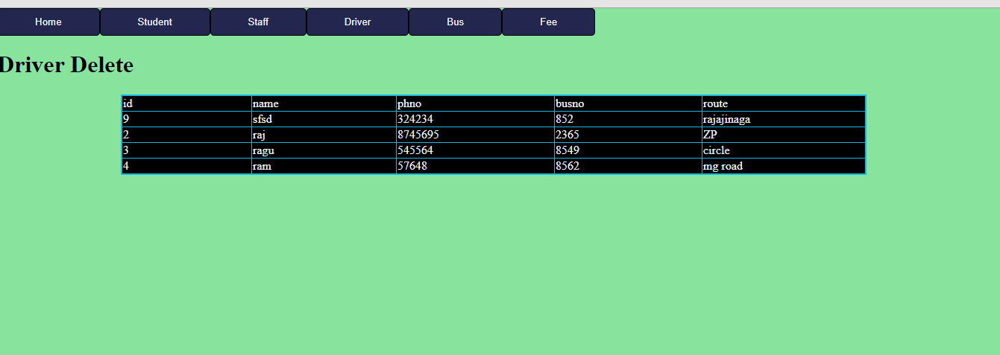 Home Student Staff Driver Bus Fee
Driver Delete
id name phno busno route
9 sfsd 324234 852 rajajinaga
2 raj 8745695 2365 ZP
3 ragu 545564 8549 circle
4 ram 57648 8562 mg road